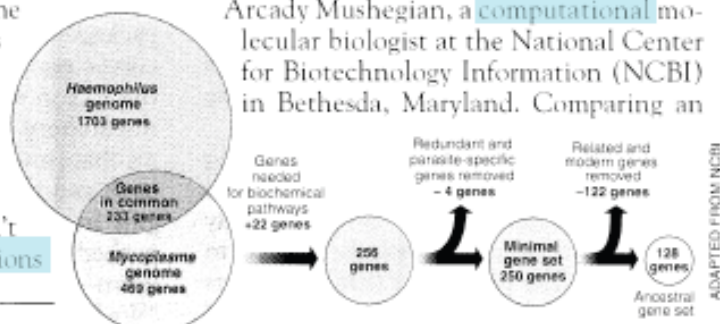 Arcady Mushegian, a computational mo-
lecular biologist at the National Center
for Biotechnology Information (NCBI)
in Bethesda, Maryland. Comparing an
Haemophilus
genome
1703 genes
Genes
in common
233 genes
Mycoplasma
genome
469 genes
Genes
needed
for biochemical
pathways
+22 genes
256
genes
Redundant and
parasite-specific
genes removed
– 4 genes
Minimal
gene set
250 genes
Related and
modern genes
removed
–122 genes
128
genes
Ancestral
gene set
ADAPTED FROM NCBI
't
ions